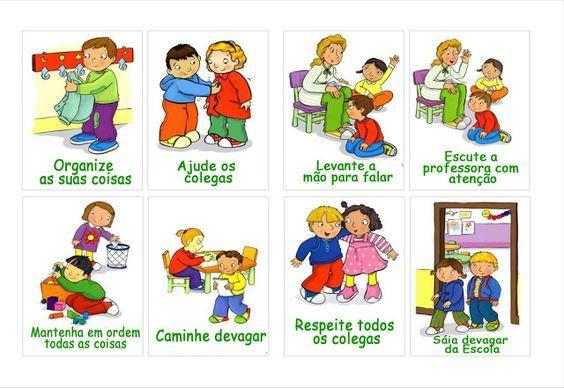 Organize
as suas coisas
Ajude os
colegas
Levante a
mão para falar
Escute a
professora com
atenção
Mantenha em ordem
todas as coisas
Caminhe devagar
Respeite todos
os colegas
Sáia devagar
da Escola